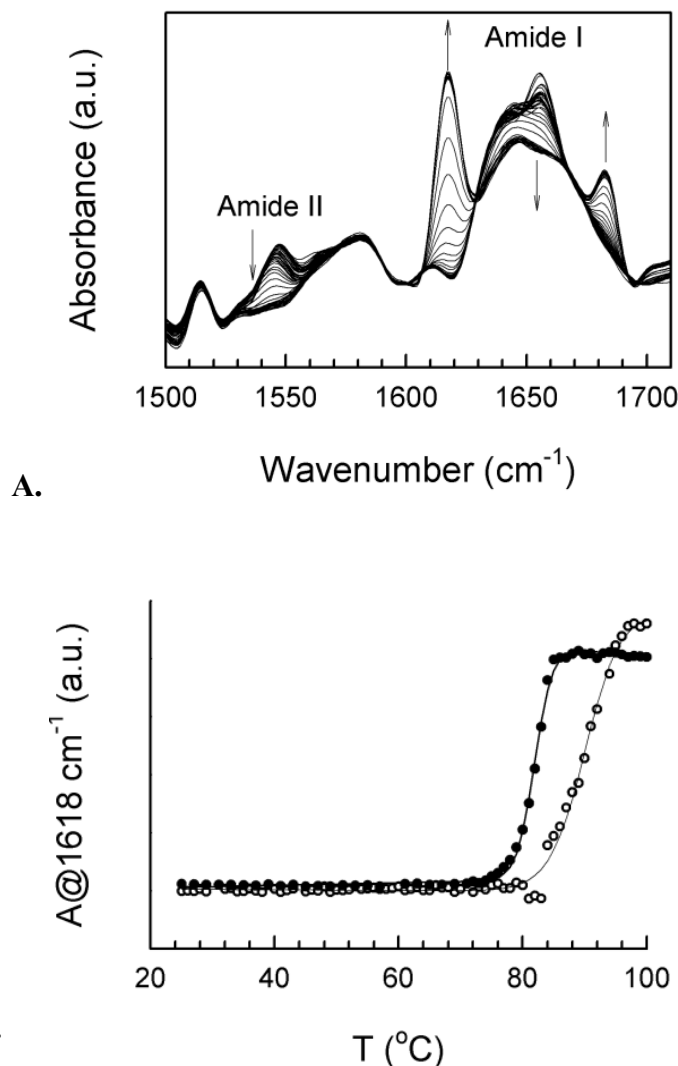 Absorbance (a.u.)
Amide I
Amide II
1500 1550 1600 1650 1700
Wavenumber (cm⁻¹)
A.
A@1618 cm⁻¹ (a.u.)
20 40 60 80 100
T (°C)